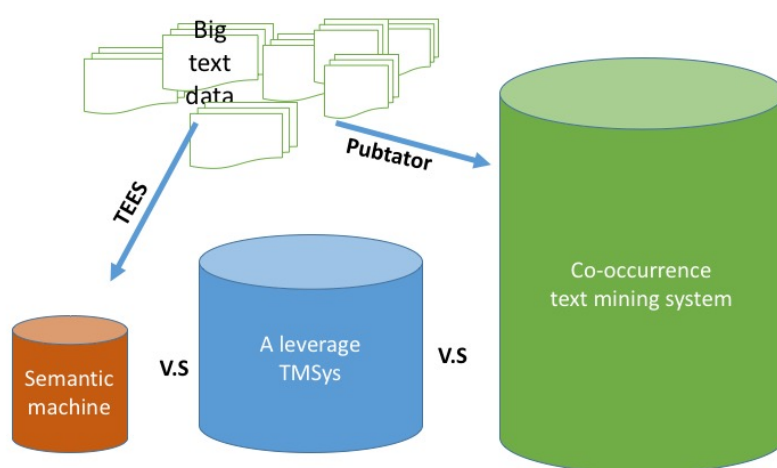 Big
text
data
Pubtator
TEES
Co-occurrence
text mining system
A leverage
TMSys
V.S
V.S
Semantic
machine